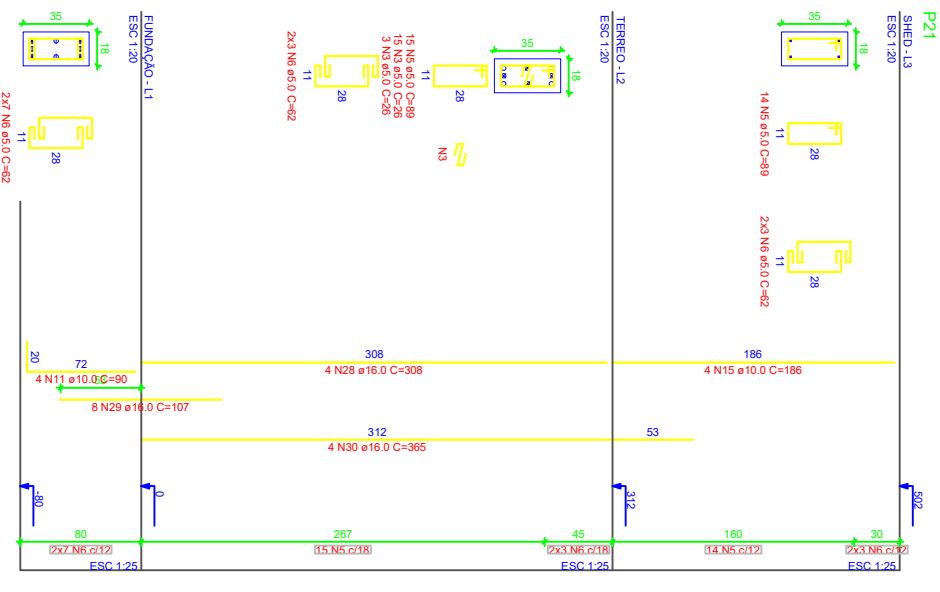 P21
SHED - L3
ESC 1:20
35
18
14 N5 ø5.0 C=89
11
28
2x3 N6 ø5.0 C=62
11
28
TERREO - L2
ESC 1:20
35
18
15 N5 ø5.0 C=89
15 N3 ø5.0 C=26
3 N3 ø5.0 C=26
11
28
N3
2x3 N6 ø5.0 C=62
11
28
FUNDAÇÃO - L1
ESC 1:20
35
18
2x7 N6 ø5.0 C=62
11
28
20
72
4 N11 ø10.0 C=90
308
4 N28 ø16.0 C=308
186
4 N15 ø10.0 C=186
8 N29 ø16.0 C=107
312
4 N30 ø16.0 C=365
53
-80
0
312
502
80
267
45
160
30
2x7 N6 c/12
15 N5 c/18
2x3 N6 c/18
14 N5 c/12
2x3 N6 c/12
ESC 1:25
ESC 1:25
ESC 1:25